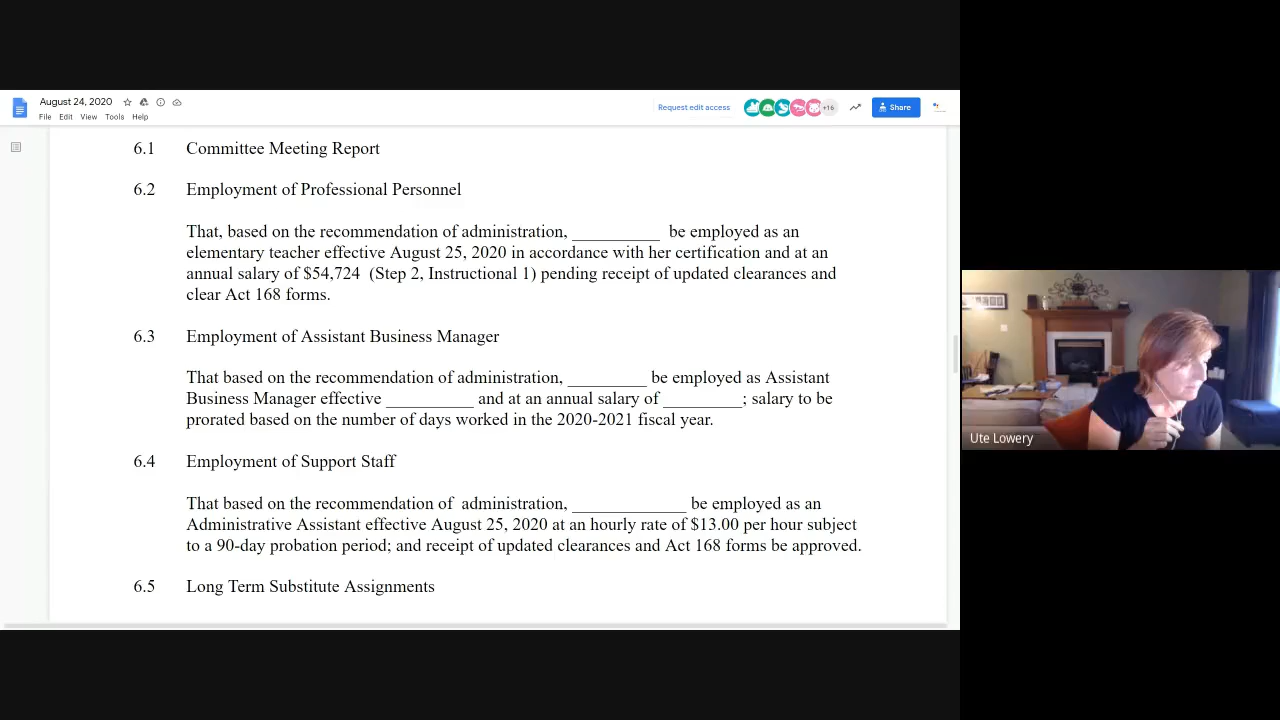 August 24, 2020
File Edit View Tools Help
Request edit access
+16
Share
6.1 Committee Meeting Report
6.2 Employment of Professional Personnel
That, based on the recommendation of administration, __________ be employed as an
elementary teacher effective August 25, 2020 in accordance with her certification and at an
annual salary of $54,724 (Step 2, Instructional 1) pending receipt of updated clearances and
clear Act 168 forms.
6.3 Employment of Assistant Business Manager
That based on the recommendation of administration, _________ be employed as Assistant
Business Manager effective __________ and at an annual salary of _________; salary to be
prorated based on the number of days worked in the 2020-2021 fiscal year.
6.4 Employment of Support Staff
That based on the recommendation of administration, _____________ be employed as an
Administrative Assistant effective August 25, 2020 at an hourly rate of $13.00 per hour subject
to a 90-day probation period; and receipt of updated clearances and Act 168 forms be approved.
6.5 Long Term Substitute Assignments
Ute Lowery